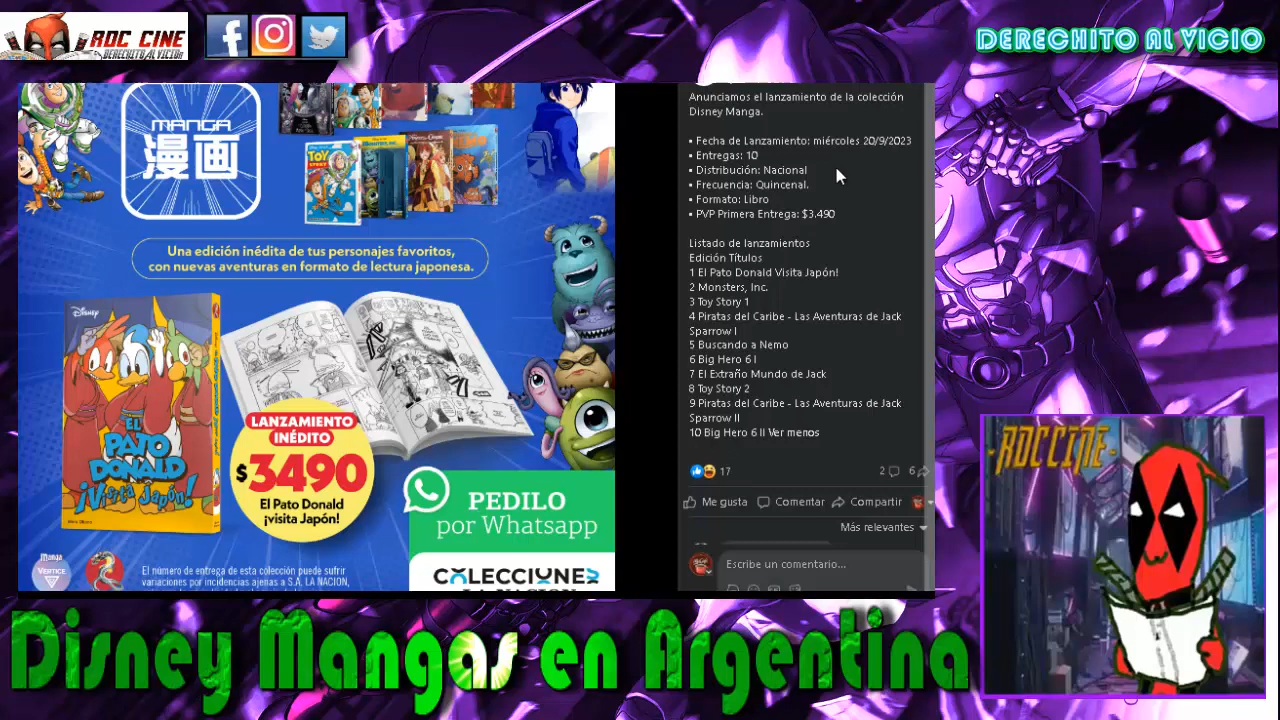 ROC CINE
DERECHITO AL VICIO
DERECHITO AL VICIO
MANGA
漫画
TOY STORY
Una edición inédita de tus personajes favoritos,
con nuevas aventuras en formato de lectura japonesa.
Disney
EL
PATO
DONALD
¡Visita Japón!
LANZAMIENTO
INÉDITO
$3490
El Pato Donald
¡visita Japón!
PEDILO
por Whatsapp
Manga
VERTICE
El número de entrega de esta colección puede sufrir
variaciones por incidencias ajenas a S.A. LA NACION,
COLECCIONES
LA NACION
Anunciamos el lanzamiento de la colección
Disney Manga.
▪ Fecha de Lanzamiento: miércoles 20/9/2023
▪ Entregas: 10
▪ Distribución: Nacional
▪ Frecuencia: Quincenal.
▪ Formato: Libro
▪ PVP Primera Entrega: $3.490
Listado de lanzamientos
Edición Títulos
1 El Pato Donald Visita Japón!
2 Monsters, Inc.
3 Toy Story 1
4 Piratas del Caribe - Las Aventuras de Jack
Sparrow I
5 Buscando a Nemo
6 Big Hero 6 I
7 El Extraño Mundo de Jack
8 Toy Story 2
9 Piratas del Caribe - Las Aventuras de Jack
Sparrow II
10 Big Hero 6 II Ver menos
17
2
6
Me gusta
Comentar
Compartir
Más relevantes
Escribe un comentario...
-ROCCINE-
Disney Mangas en Argentina